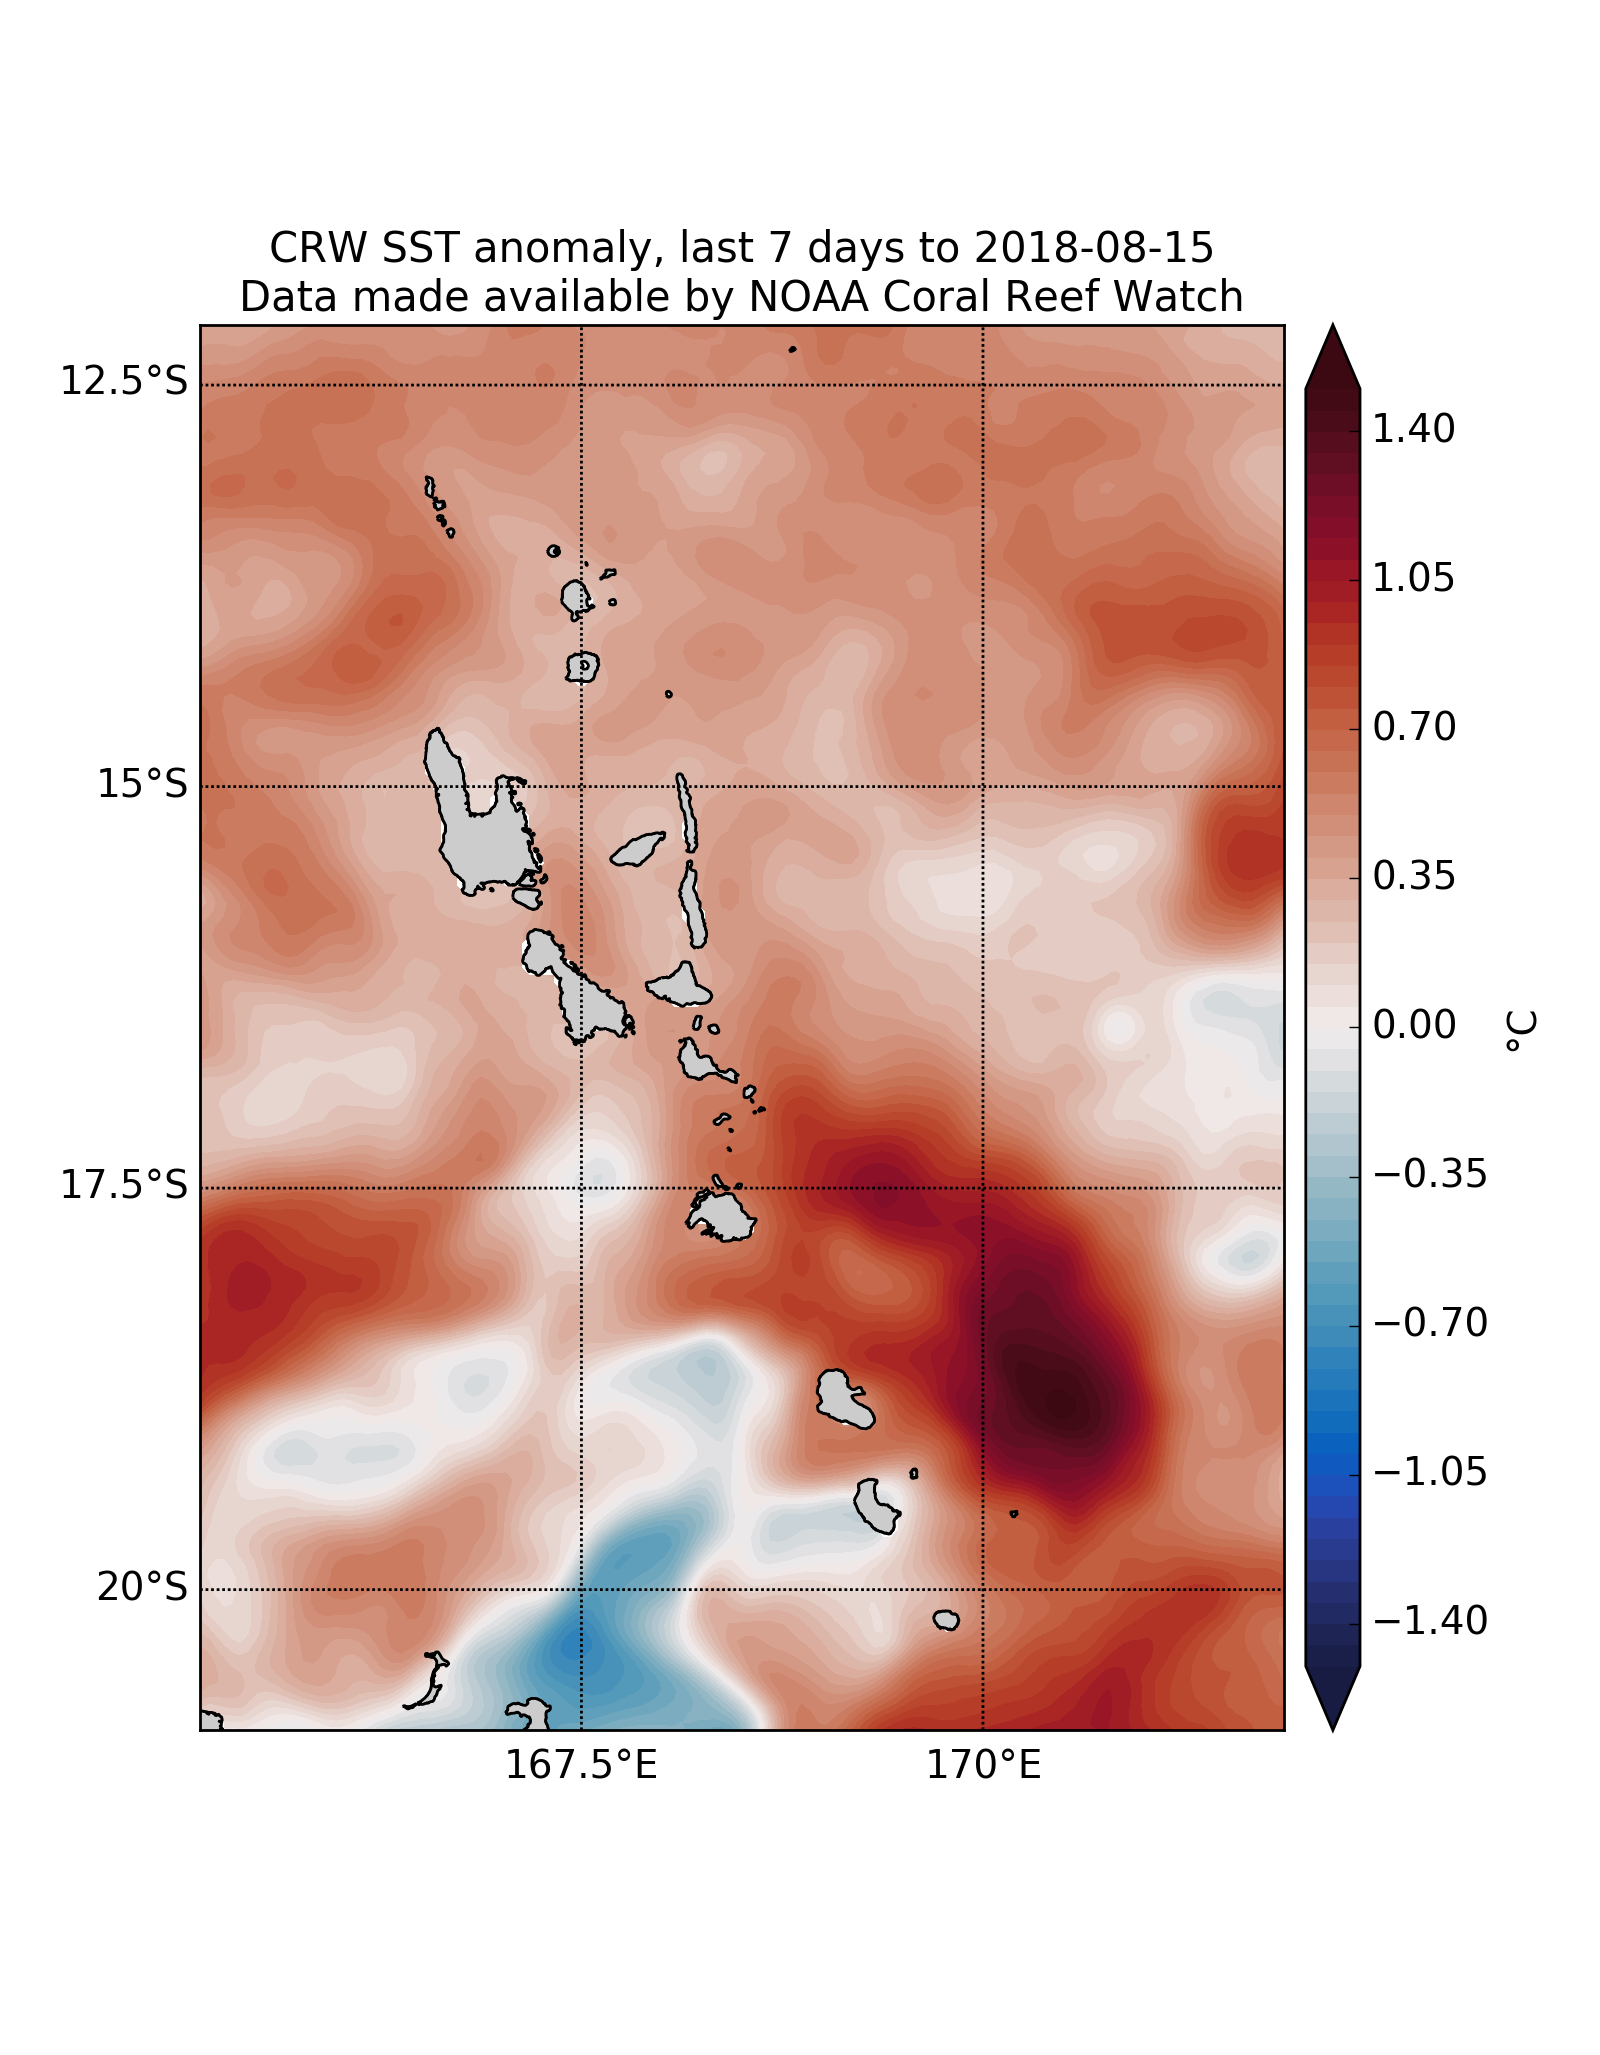 CRW SST anomaly, last 7 days to 2018-08-15
Data made available by NOAA Coral Reef Watch
12.5°S
15°S
17.5°S
20°S
167.5°E
170°E
1.40
1.05
0.70
0.35
0.00
−0.35
−0.70
−1.05
−1.40
°C